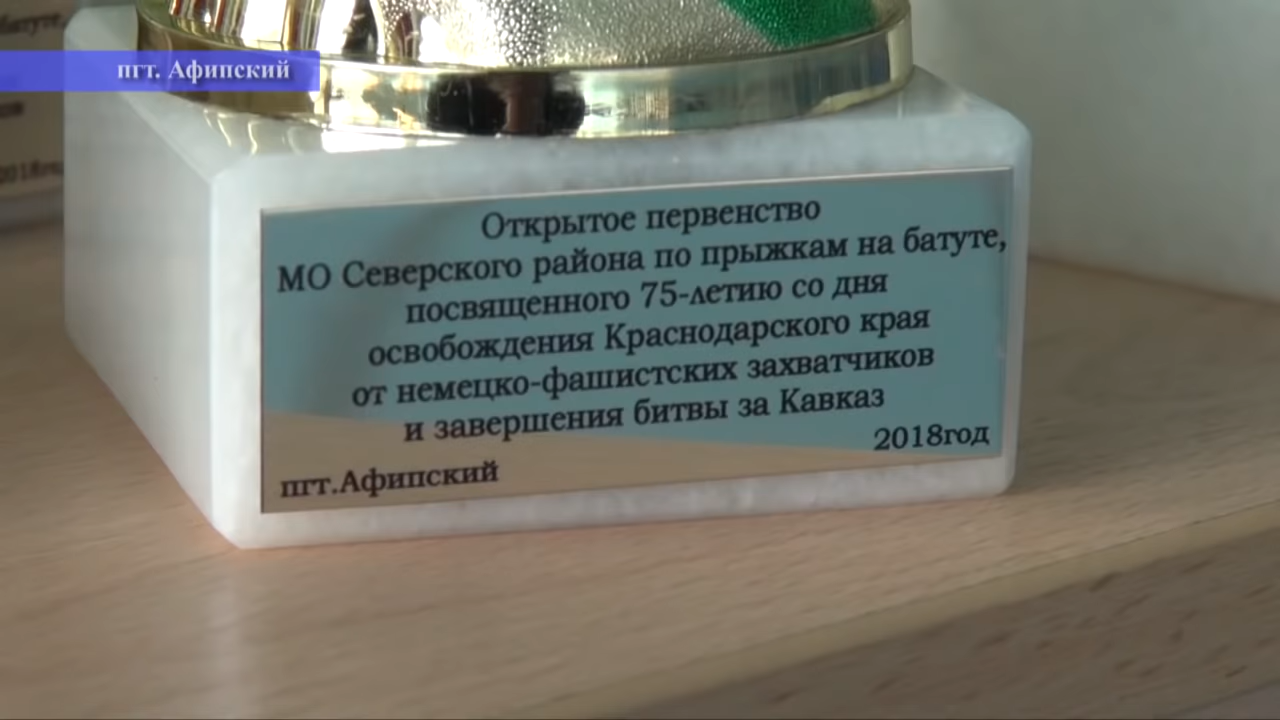 пгт. Афипский
Открытое первенство
МО Северского района по прыжкам на батуте,
посвященного 75-летию со дня
освобождения Краснодарского края
от немецко-фашистских захватчиков
и завершения битвы за Кавказ
2018год
пгт.Афипский